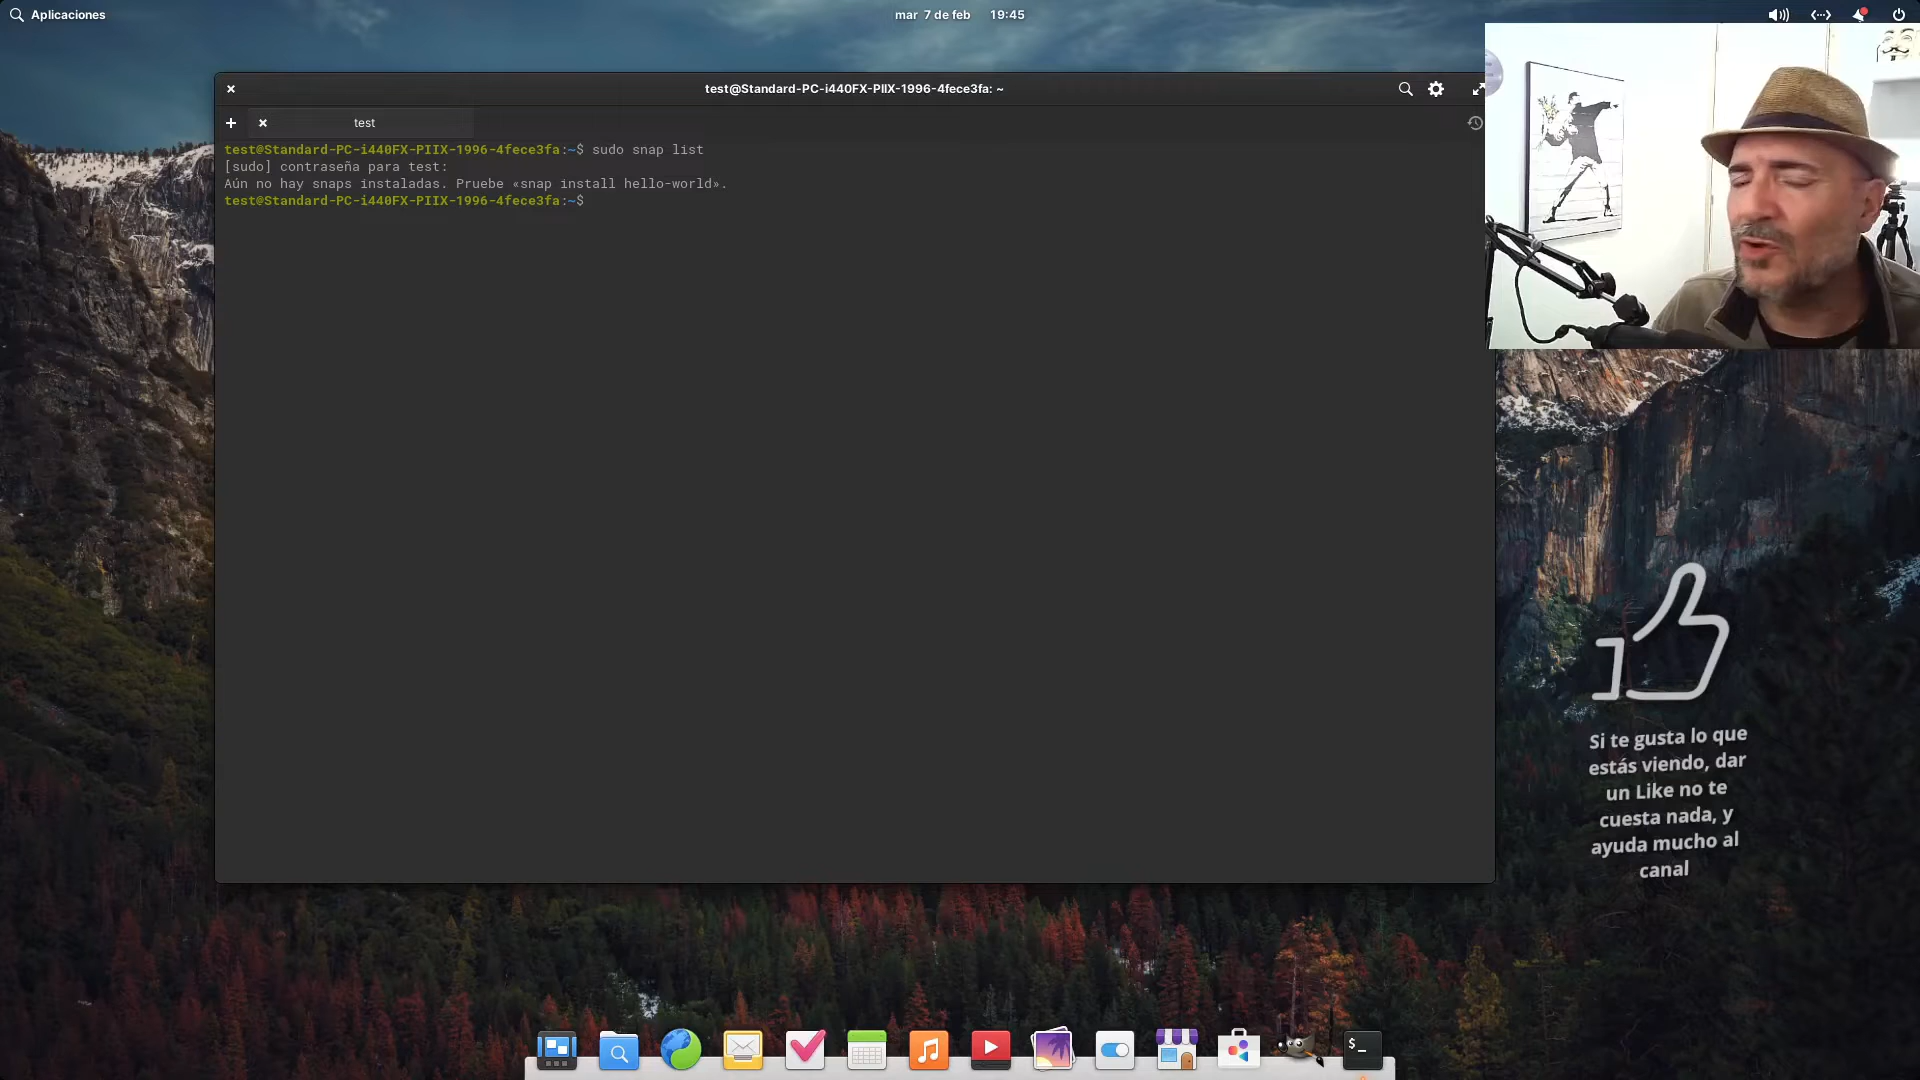 Aplicaciones
mar 7 de feb 19:45
test@Standard-PC-i440FX-PIIX-1996-4fece3fa: ~
test
test@Standard-PC-i440FX-PIIX-1996-4fece3fa:~$ sudo snap list
[sudo] contraseña para test:
Aún no hay snaps instaladas. Pruebe «snap install hello-world».
test@Standard-PC-i440FX-PIIX-1996-4fece3fa:~$
Si te gusta lo que
estás viendo, dar
un Like no te
cuesta nada, y
ayuda mucho al
canal
$_